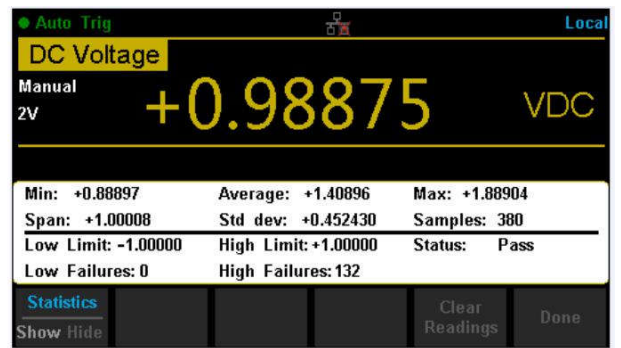 Auto Trig Local
DC Voltage
Manual
2V +0.98875 VDC
Min: +0.88897 Average: +1.40896 Max: +1.88904
Span: +1.00008 Std dev: +0.452430 Samples: 380
Low Limit: -1.00000 High Limit: +1.00000 Status: Pass
Low Failures: 0 High Failures: 132
Statistics
Show Hide
Clear
Readings
Done